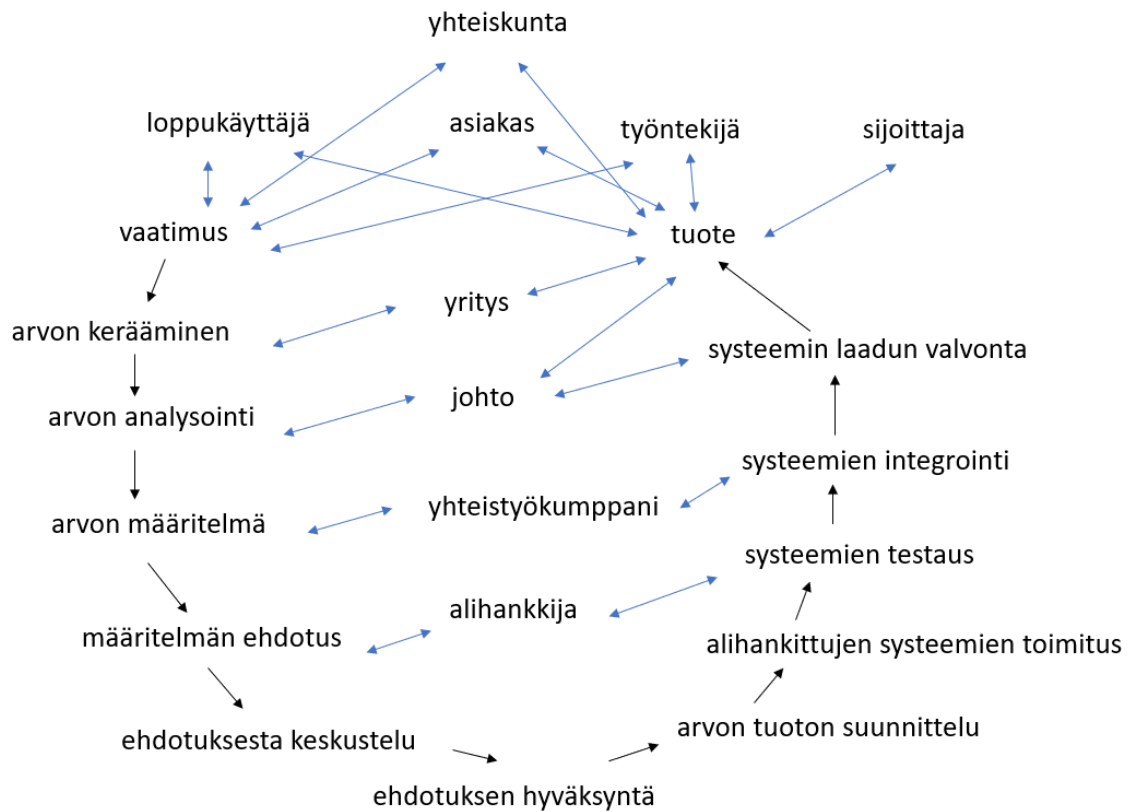 yhteiskunta
loppukäyttäjä
asiakas
työntekijä
sijoittaja
vaatimus
tuote
yritys
arvon kerääminen
systeemin laadun valvonta
johto
arvon analysointi
systeemien integrointi
yhteistyökumppani
arvon määritelmä
systeemien testaus
alihankkija
määritelmän ehdotus
alihankittujen systeemien toimitus
arvon tuoton suunnittelu
ehdotuksesta keskustelu
ehdotuksen hyväksyntä